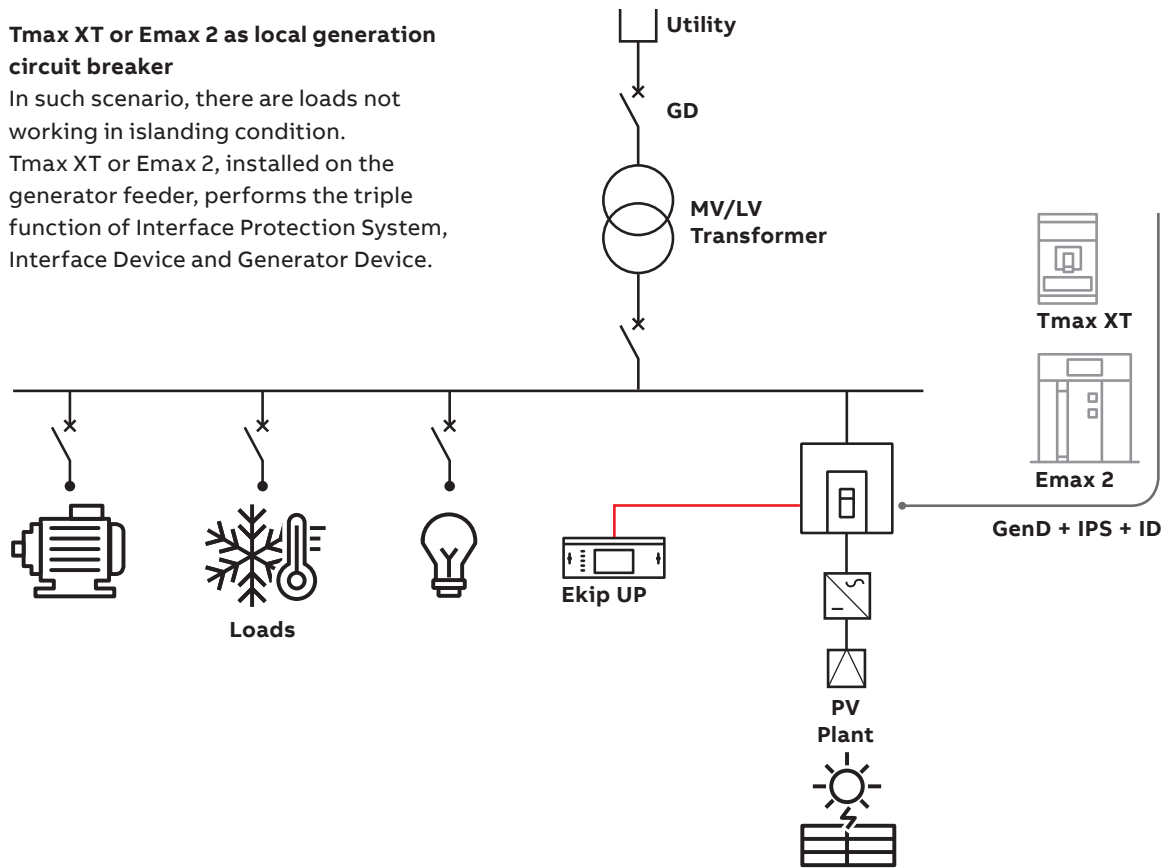 Tmax XT or Emax 2 as local generation
circuit breaker
In such scenario, there are loads not
working in islanding condition.
Tmax XT or Emax 2, installed on the
generator feeder, performs the triple
function of Interface Protection System,
Interface Device and Generator Device.
Utility
GD
MV/LV
Transformer
Tmax XT
Emax 2
GenD + IPS + ID
Ekip UP
Loads
PV
Plant